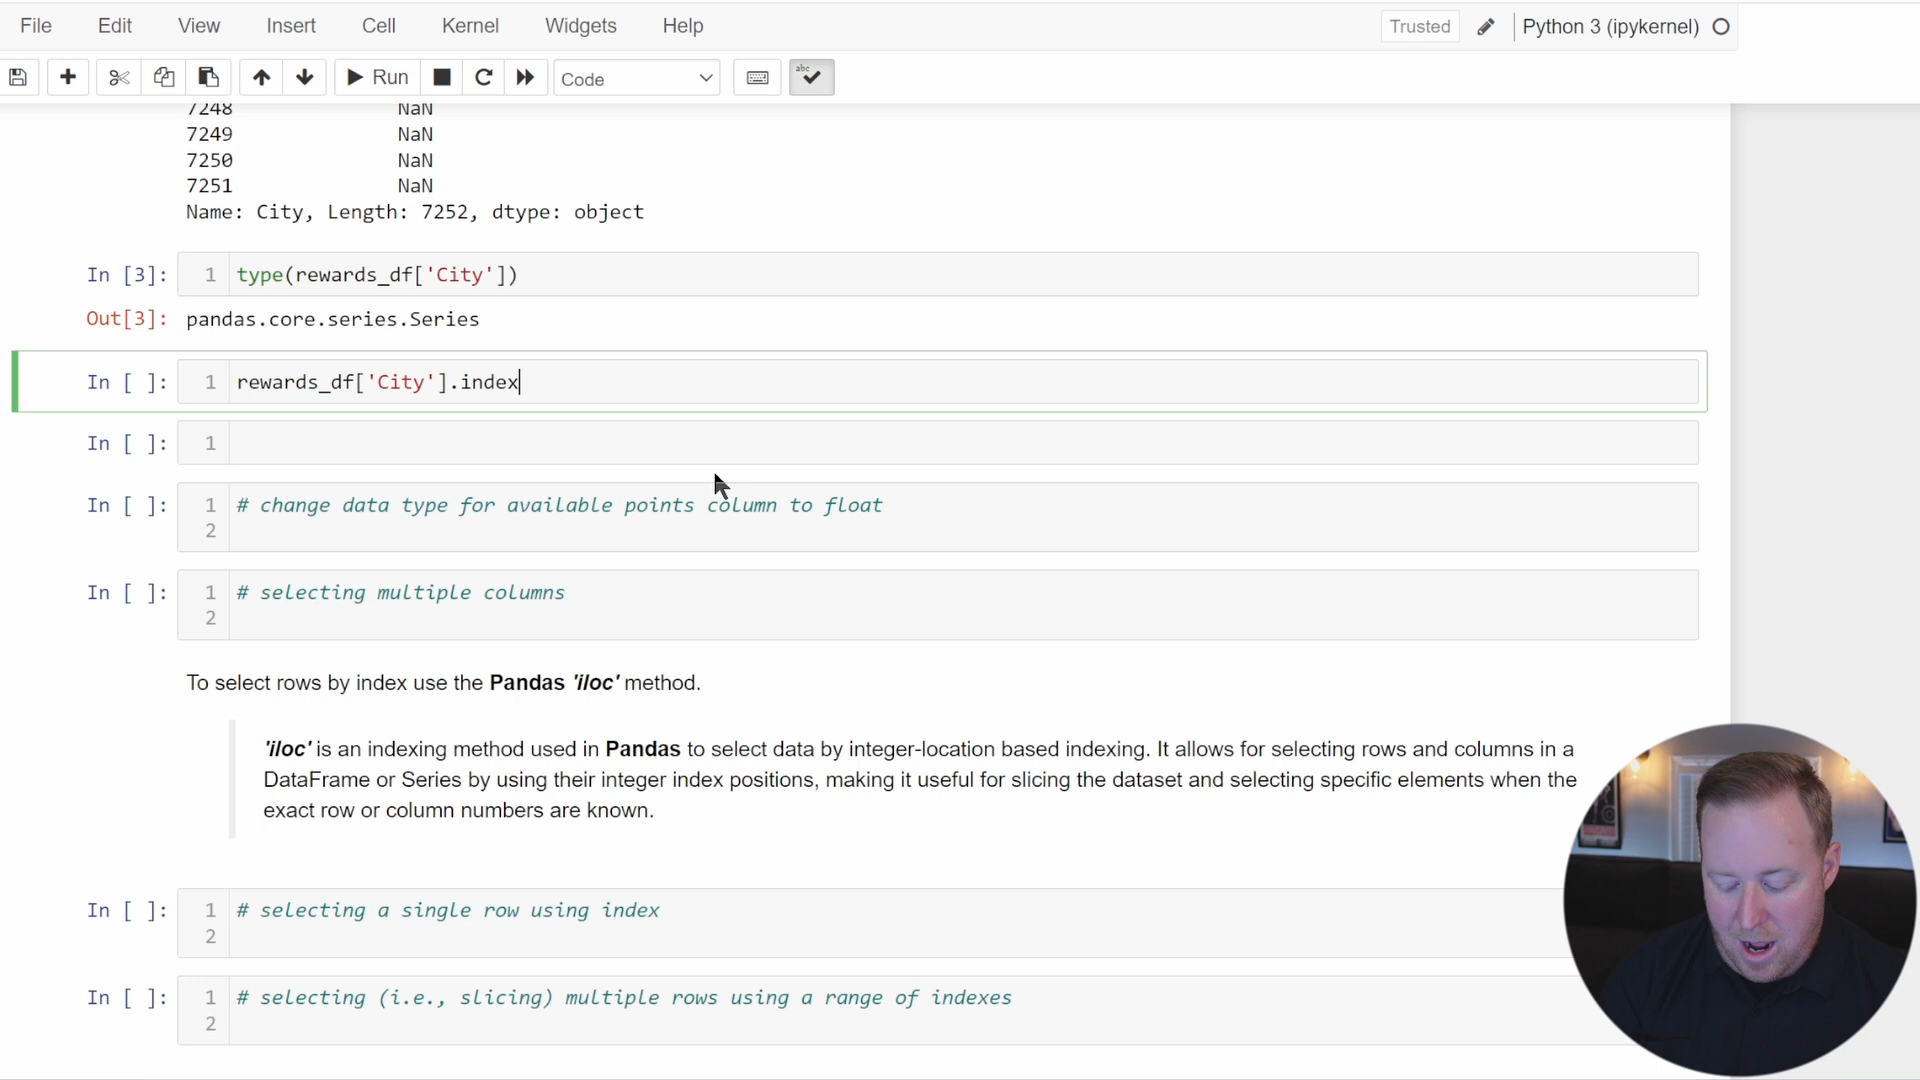 File Edit View Insert Cell Kernel Widgets Help Trusted Python 3 (ipykernel)
Run Code abc
7248 NaN
7249 NaN
7250 NaN
7251 NaN
Name: City, Length: 7252, dtype: object
In [3]: 1 type(rewards_df['City'])
Out[3]: pandas.core.series.Series
In [ ]: 1 rewards_df['City'].index
In [ ]: 1
In [ ]: 1 # change data type for available points column to float
2
In [ ]: 1 # selecting multiple columns
2
To select rows by index use the Pandas 'iloc' method.
'iloc' is an indexing method used in Pandas to select data by integer-location based indexing. It allows for selecting rows and columns in a
DataFrame or Series by using their integer index positions, making it useful for slicing the dataset and selecting specific elements when the
exact row or column numbers are known.
In [ ]: 1 # selecting a single row using index
2
In [ ]: 1 # selecting (i.e., slicing) multiple rows using a range of indexes
2